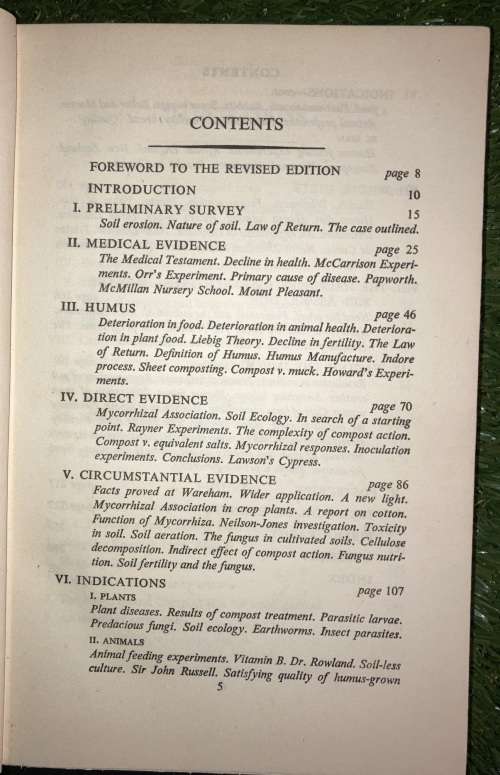 CONTENTS
FOREWORD TO THE REVISED EDITION page 8
INTRODUCTION 10
I. PRELIMINARY SURVEY 15
Soil erosion. Nature of soil. Law of Return. The case outlined.
II. MEDICAL EVIDENCE page 25
The Medical Testament. Decline in health. McCarrison Experi-
ments. Orr's Experiment. Primary cause of disease. Papworth.
McMillan Nursery School. Mount Pleasant.
III. HUMUS page 46
Deterioration in food. Deterioration in animal health. Deteriora-
tion in plant food. Liebig Theory. Decline in fertility. The Law
of Return. Definition of Humus. Humus Manufacture. Indore
process. Sheet composting. Compost v. muck. Howard's Experi-
ments.
IV. DIRECT EVIDENCE page 70
Mycorrhizal Association. Soil Ecology. In search of a starting
point. Rayner Experiments. The complexity of compost action.
Compost v. equivalent salts. Mycorrhizal responses. Inoculation
experiments. Conclusions. Lawson's Cypress.
V. CIRCUMSTANTIAL EVIDENCE page 86
Facts proved at Wareham. Wider application. A new light.
Mycorrhizal Association in crop plants. A report on cotton.
Function of Mycorrhiza. Neilson-Jones investigation. Toxicity
in soil. Soil aeration. The fungus in cultivated soils. Cellulose
decomposition. Indirect effect of compost action. Fungus nutri-
tion. Soil fertility and the fungus.
VI. INDICATIONS page 107
I. PLANTS
Plant diseases. Results of compost treatment. Parasitic larvae.
Predacious fungi. Soil ecology. Earthworms. Insect parasites.
II. ANIMALS
Animal feeding experiments. Vitamin B. Dr. Rowland. Soil-less
culture. Sir John Russell. Satisfying quality of humus-grown
5